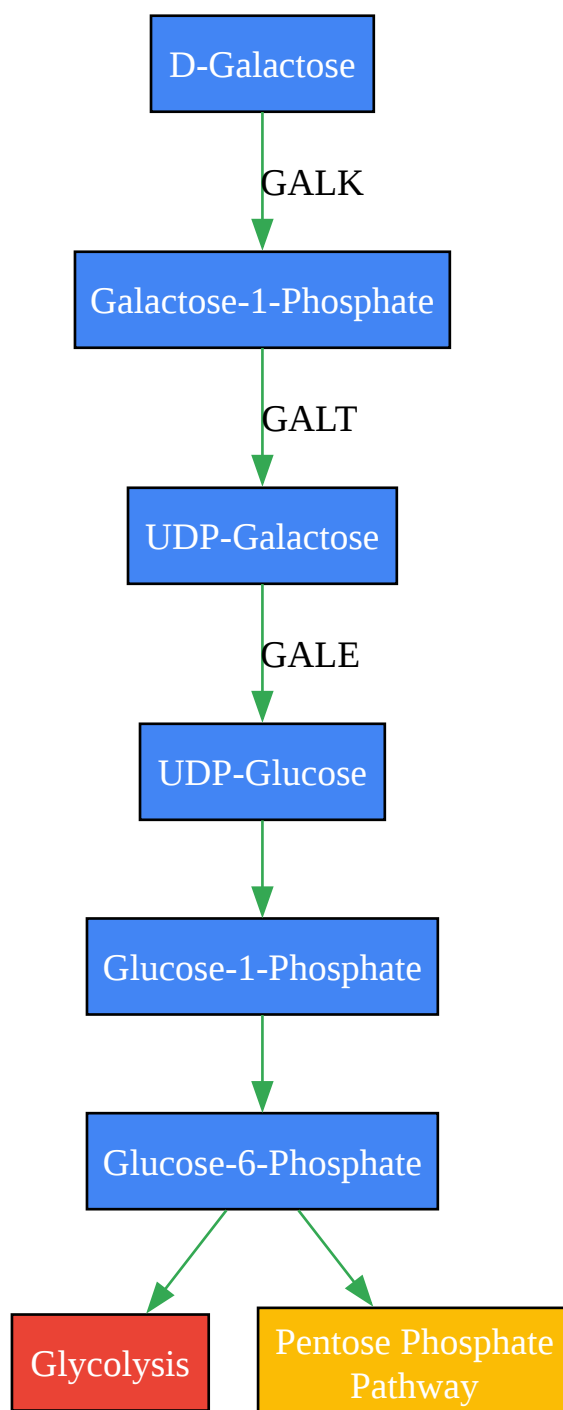 D-Galactose
GALK
Galactose-1-Phosphate
GALT
UDP-Galactose
GALE
UDP-Glucose
Glucose-1-Phosphate
Glucose-6-Phosphate
Glycolysis
Pentose Phosphate
Pathway